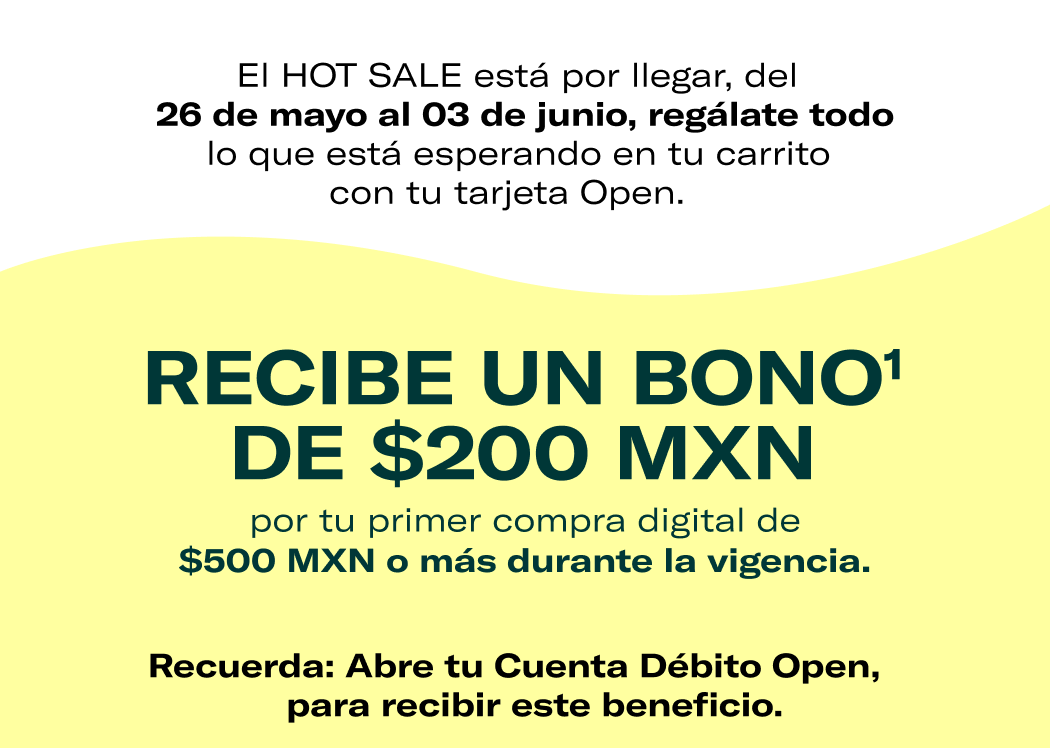 El HOT SALE está por llegar, del
26 de mayo al 03 de junio, regálate todo
lo que está esperando en tu carrito
con tu tarjeta Open.
RECIBE UN BONO¹
DE $200 MXN
por tu primer compra digital de
$500 MXN o más durante la vigencia.
Recuerda: Abre tu Cuenta Débito Open,
para recibir este beneficio.